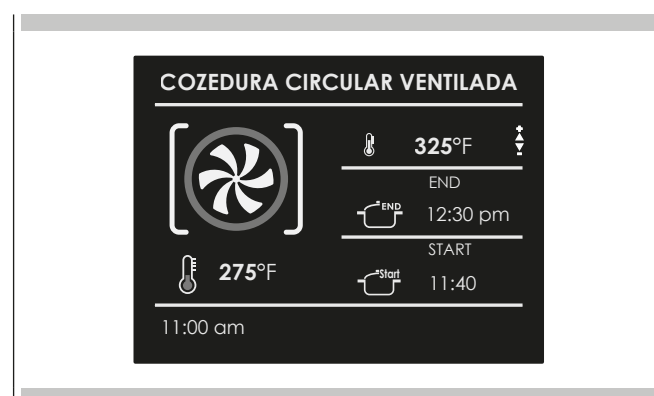 COZEDURA CIRCULAR VENTILADA
325°F
END
END
12:30 pm
START
275°F
Start
11:40
11:00 am